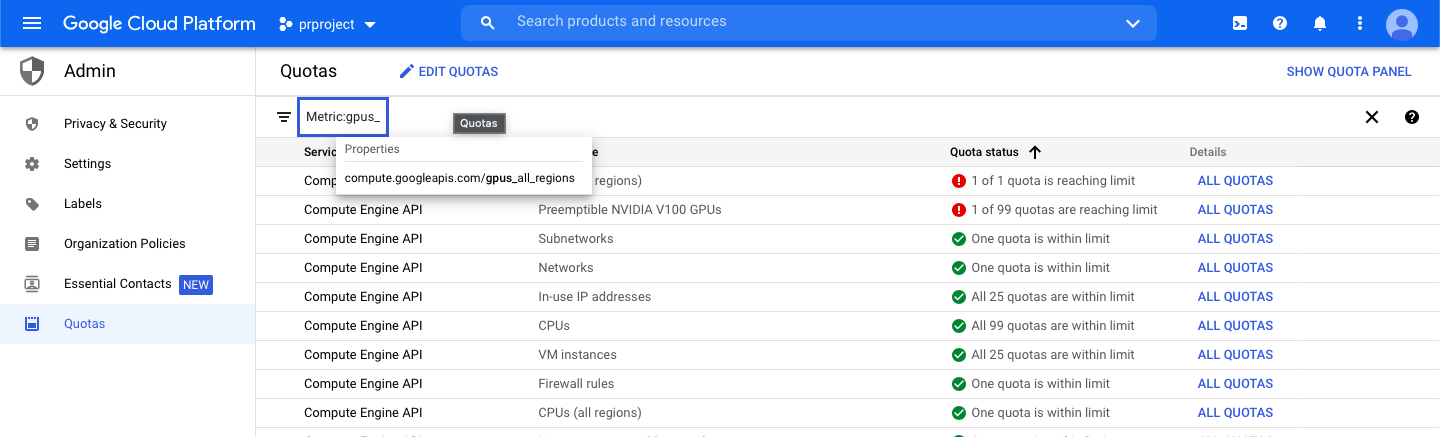 Google Cloud Platform prproject Search products and resources
Admin Quotas EDIT QUOTAS SHOW QUOTA PANEL
Privacy & Security
Settings
Labels
Organization Policies
Essential Contacts NEW
Quotas
Metric:gpus_ Quotas
Properties
compute.googleapis.com/gpus_all_regions
Quota status Details
regions) 1 of 1 quota is reaching limit ALL QUOTAS
Compute Engine API Preemptible NVIDIA V100 GPUs 1 of 99 quotas are reaching limit ALL QUOTAS
Compute Engine API Subnetworks One quota is within limit ALL QUOTAS
Compute Engine API Networks One quota is within limit ALL QUOTAS
Compute Engine API In-use IP addresses All 25 quotas are within limit ALL QUOTAS
Compute Engine API CPUs All 99 quotas are within limit ALL QUOTAS
Compute Engine API VM instances All 25 quotas are within limit ALL QUOTAS
Compute Engine API Firewall rules One quota is within limit ALL QUOTAS
Compute Engine API CPUs (all regions) One quota is within limit ALL QUOTAS